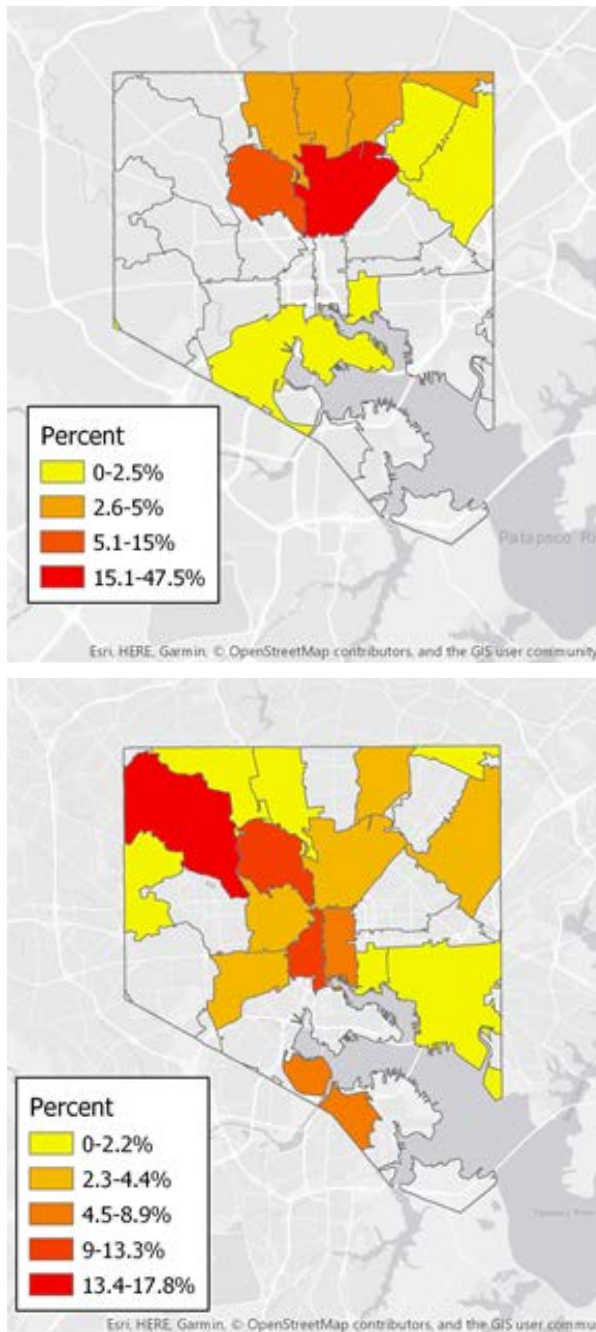 Percent
0-2.5%
2.6-5%
5.1-15%
15.1-47.5%
Patapsco Ri
Esri, HERE, Garmin, © OpenStreetMap contributors, and the GIS user community
Percent
0-2.2%
2.3-4.4%
4.5-8.9%
9-13.3%
13.4-17.8%
Esri, HERE, Garmin, © OpenStreetMap contributors, and the GIS user commu